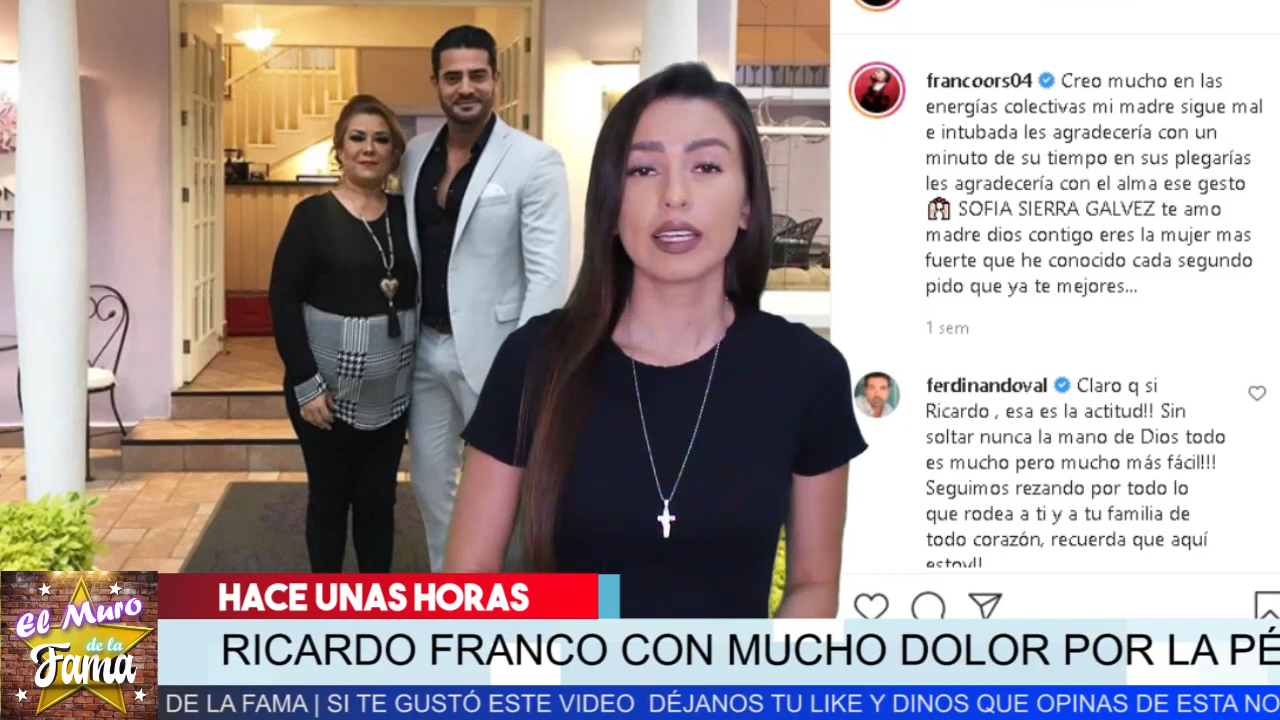 francoors04 Creo mucho en las
energías colectivas mi madre sigue mal
e intubada les agradecería con un
minuto de su tiempo en sus plegarías
les agradecería con el alma ese gesto
SOFIA SIERRA GALVEZ te amo
madre dios contigo eres la mujer mas
fuerte que he conocido cada segundo
pido que ya te mejores...
1 sem
ferdinandoval Claro q si
Ricardo , esa es la actitud!! Sin
soltar nunca la mano de Dios todo
es mucho pero mucho más fácil!!!
Seguimos rezando por todo lo
que rodea a ti y a tu familia de
todo corazón, recuerda que aquí
estoy!!
El Muro
de la
Fama
HACE UNAS HORAS
RICARDO FRANCO CON MUCHO DOLOR POR LA PÉ
DE LA FAMA | SI TE GUSTÓ ESTE VIDEO DÉJANOS TU LIKE Y DINOS QUE OPINAS DE ESTA NO